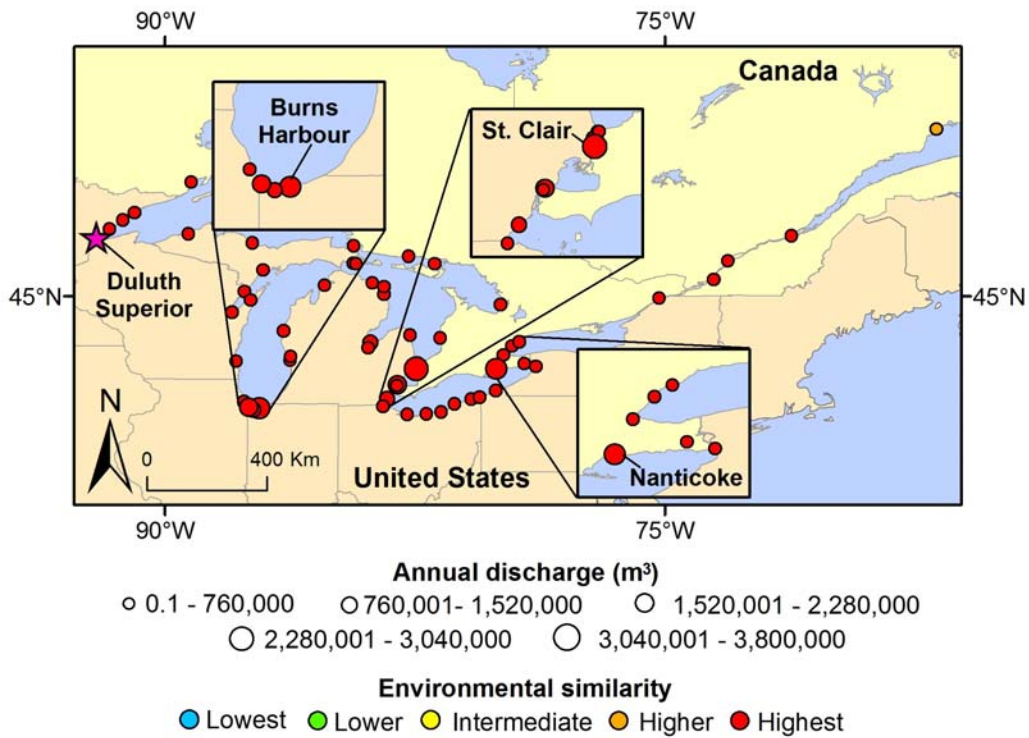 90°W 75°W
Canada
Burns
Harbour
St. Clair
Duluth
Superior
45°N 45°N
N
0 400 Km
United States
Nanticoke
90°W 75°W
Annual discharge (m³)
0.1 - 760,000 760,001- 1,520,000 1,520,001 - 2,280,000
2,280,001 - 3,040,000 3,040,001 - 3,800,000
Environmental similarity
Lowest Lower Intermediate Higher Highest